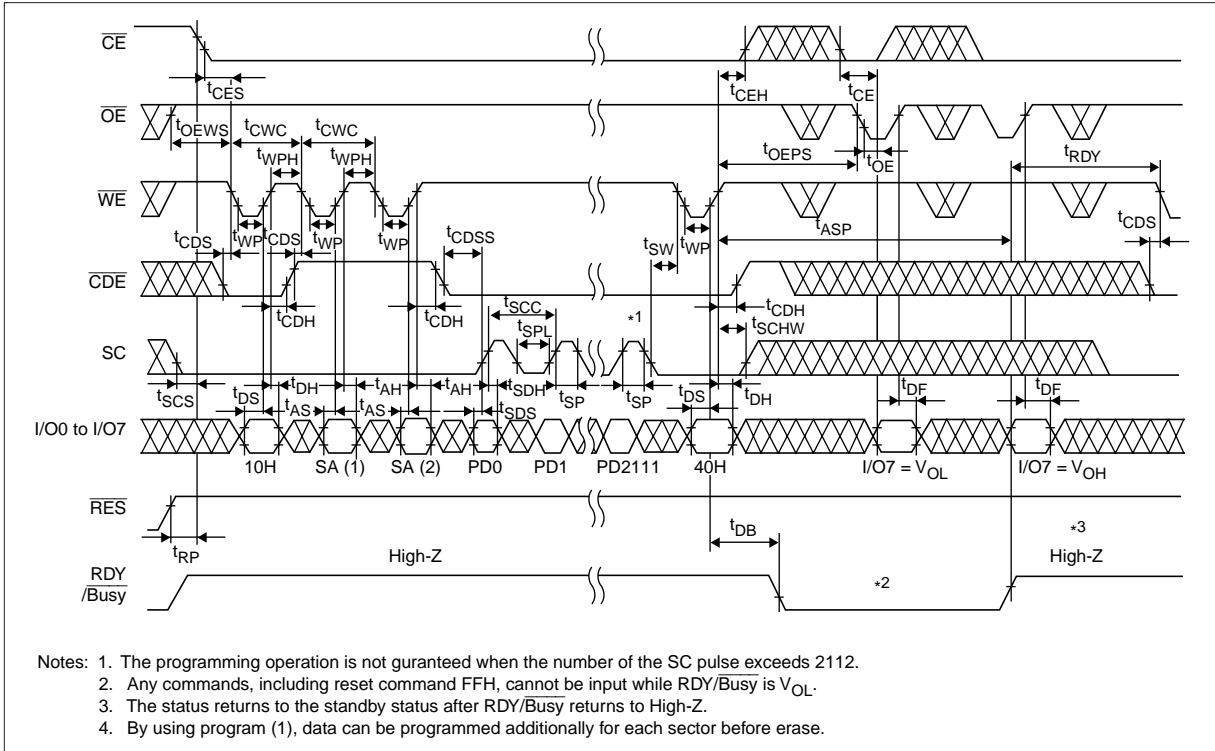 CE
tCES
tCEH
tCE
OE
tOEWS
tCWC
tCWC
tWPH
tWPH
tOEPS
tOE
tRDY
WE
tCDS
tWP
tCDS
tWP
tWP
tCDSS
tSW
tWP
tASP
tCDS
CDE
tCDH
tCDH
tSCC
tSPL
*1
tCDH
tSCHW
SC
tSCS
tDS
tDH
tAS
tAH
tAS
tAH
tSDH
tSDS
tSP
tSP
tDS
tDH
tDF
tDF
I/O0 to I/O7
10H
SA (1)
SA (2)
PD0
PD1
PD2111
40H
I/O7 = VOL
I/O7 = VOH
RES
tRP
High-Z
tDB
*3
High-Z
RDY
/Busy
*2
Notes: 1. The programming operation is not guranteed when the number of the SC pulse exceeds 2112.
2. Any commands, including reset command FFH, cannot be input while RDY/Busy is VOL.
3. The status returns to the standby status after RDY/Busy returns to High-Z.
4. By using program (1), data can be programmed additionally for each sector before erase.